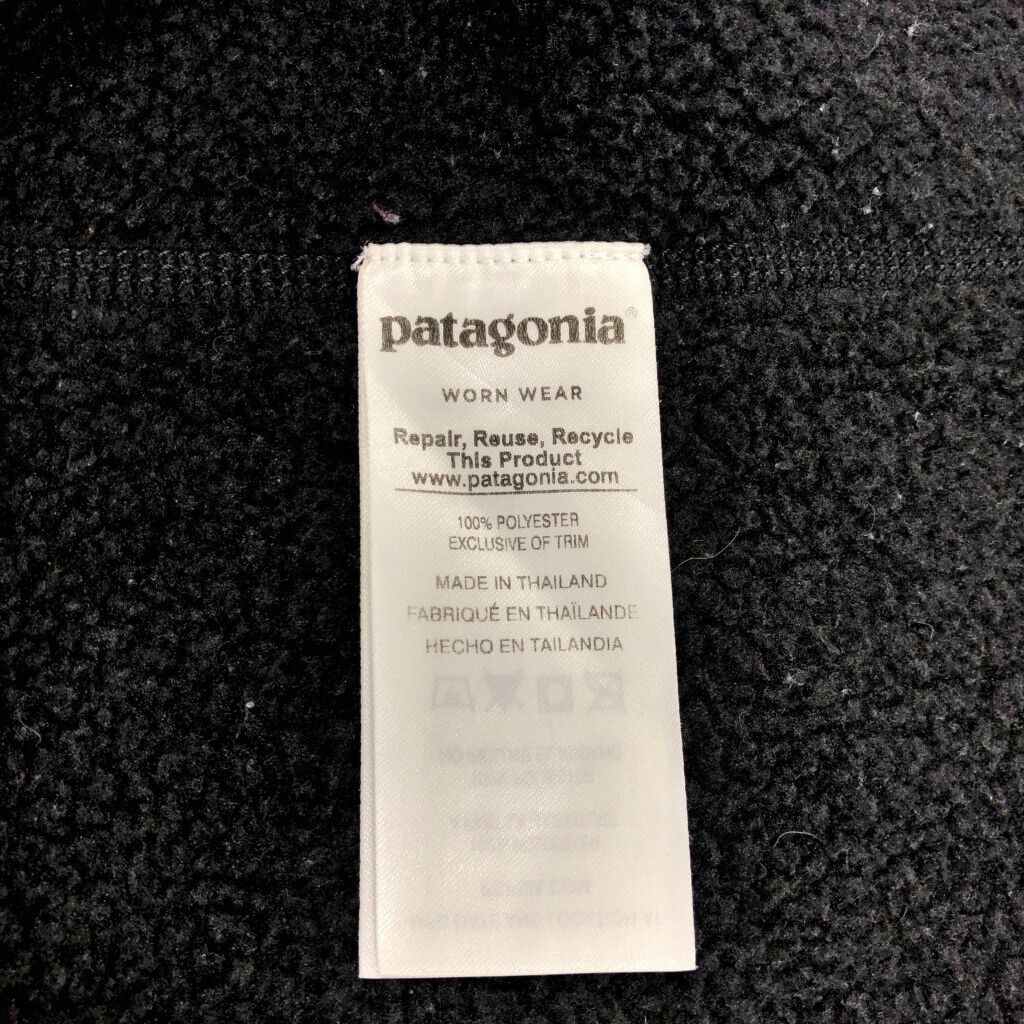 patagonia®
WORN WEAR
Repair, Reuse, Recycle
This Product
www.patagonia.com
100% POLYESTER
EXCLUSIVE OF TRIM
MADE IN THAILAND
FABRIQUÉ EN THAÏLANDE
HECHO EN TAILANDIA